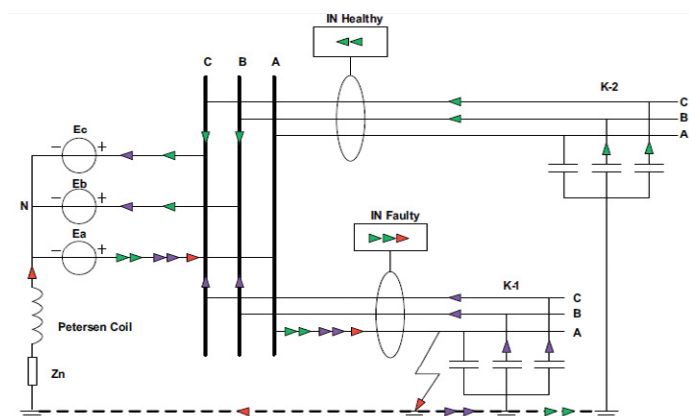 IN Healthy
C B A
K-2
C
B
A
Ec
− +
Eb
− +
N
Ea
− +
IN Faulty
K-1
C
B
A
Petersen Coil
Zn